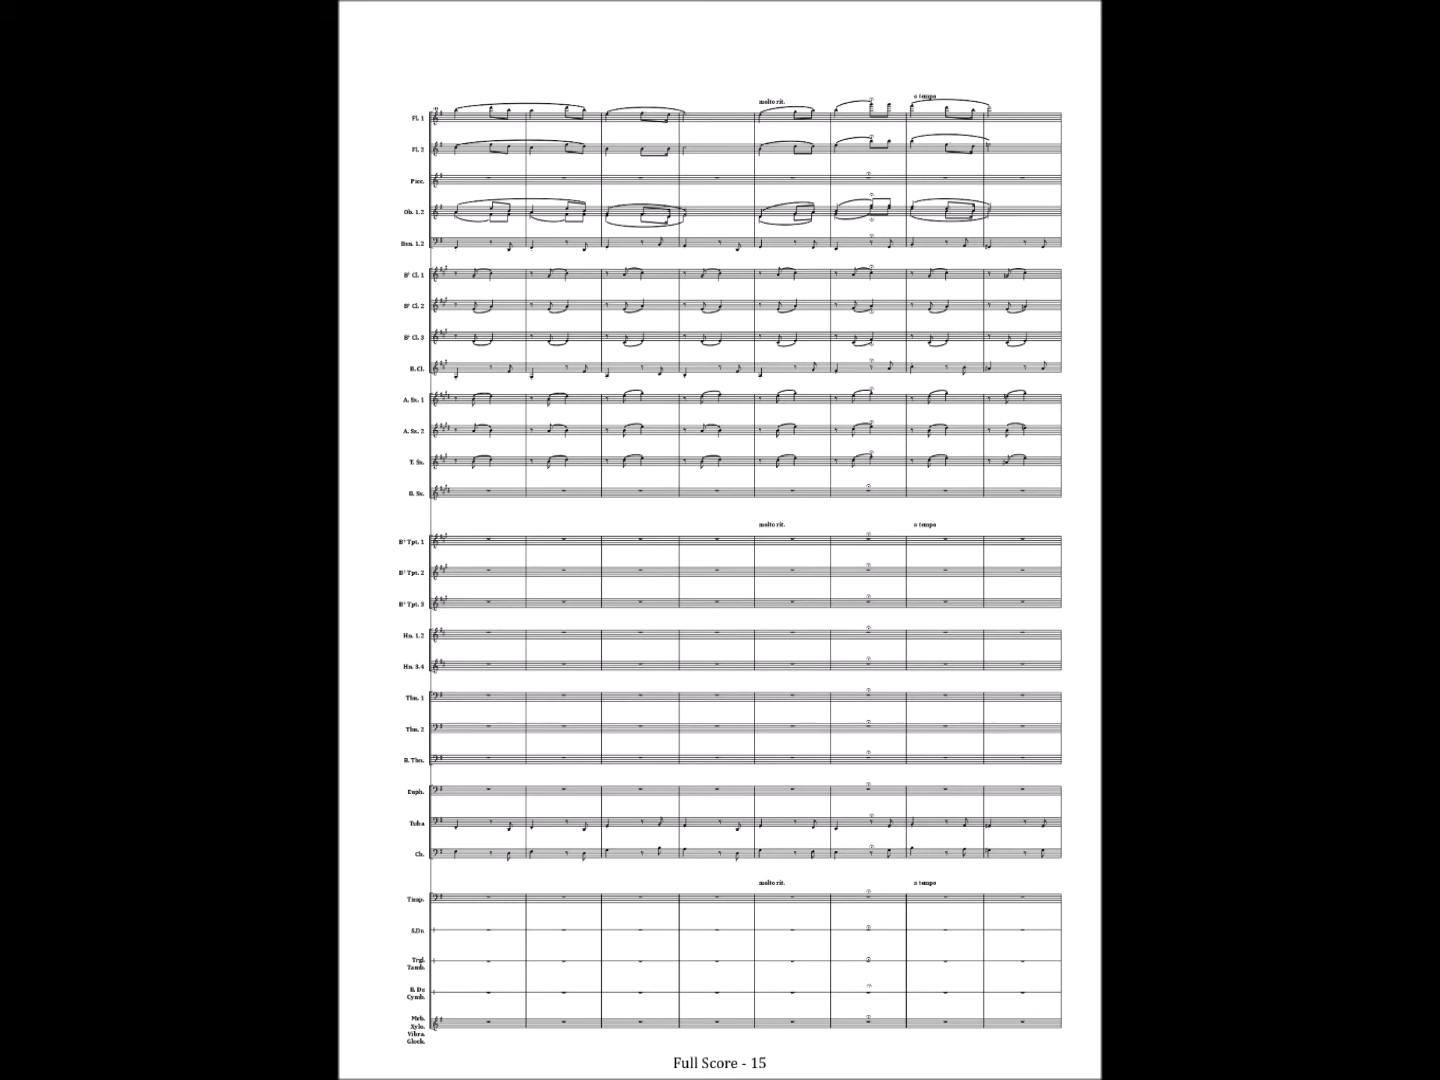 molto rit. a tempo
Fl. 1
Fl. 2
Picc.
Ob. 1.2
Bsn. 1.2
B♭ Cl. 1
B♭ Cl. 2
B♭ Cl. 3
B. Cl.
A. Sx. 1
A. Sx. 2
T. Sx.
B. Sx.
molto rit. a tempo
B♭ Tpt. 1
B♭ Tpt. 2
B♭ Tpt. 3
Hn. 1.2
Hn. 3.4
Tbn. 1
Tbn. 2
B. Tbn.
Euph.
Tuba
Cb.
molto rit. a tempo
Timp.
S.Dr.
Trgl.
Tamb.
B. Dr.
Cymb.
Mrb.
Xylo.
Vibra.
Glock.
Full Score - 15